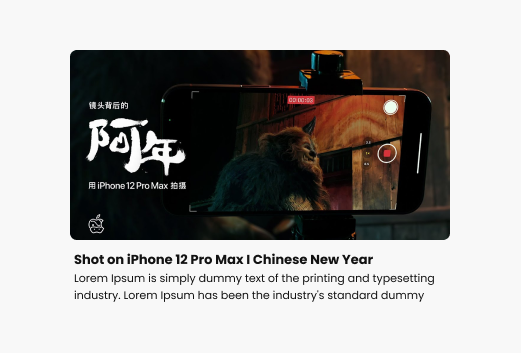 镜头背后的
阿年
用 iPhone 12 Pro Max 拍摄
00:00:03
Shot on iPhone 12 Pro Max I Chinese New Year
Lorem Ipsum is simply dummy text of the printing and typesetting
industry. Lorem Ipsum has been the industry's standard dummy